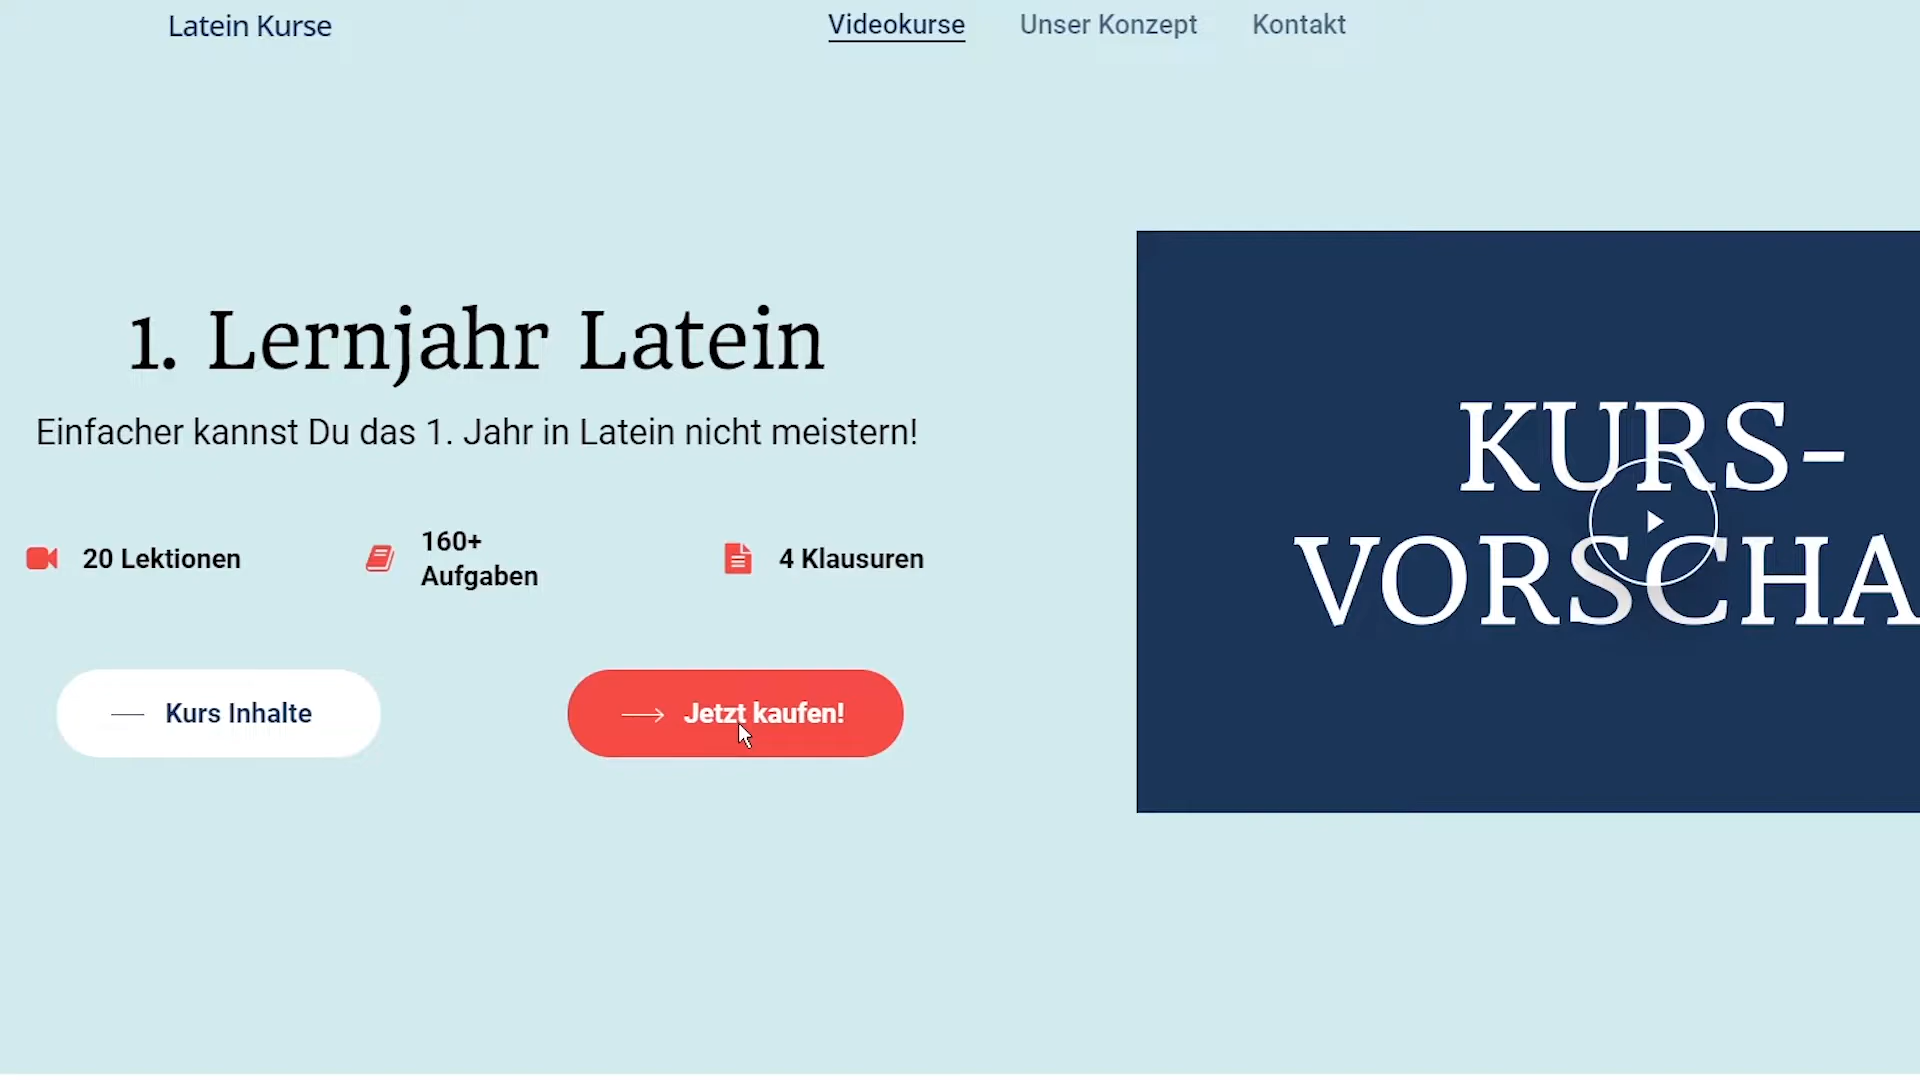 Latein Kurse
Videokurse
Unser Konzept
Kontakt
1. Lernjahr Latein
Einfacher kannst Du das 1. Jahr in Latein nicht meistern!
20 Lektionen
160+
Aufgaben
4 Klausuren
Kurs Inhalte
Jetzt kaufen!
KURS-
VORSCHA